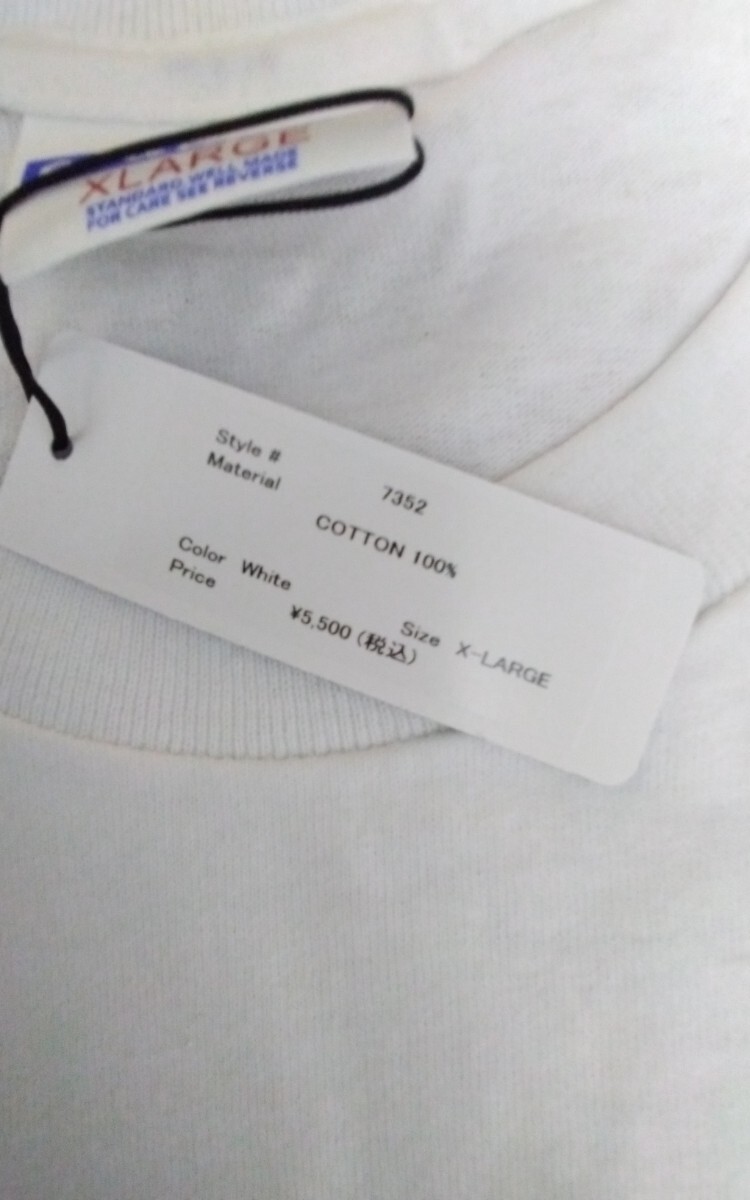 XLARGE
STANDARD WELL MADE
FOR CARE SEE REVERSE
Style # 7352
Material COTTON 100%
Color White Size X-LARGE
Price ¥5,500 (税込)